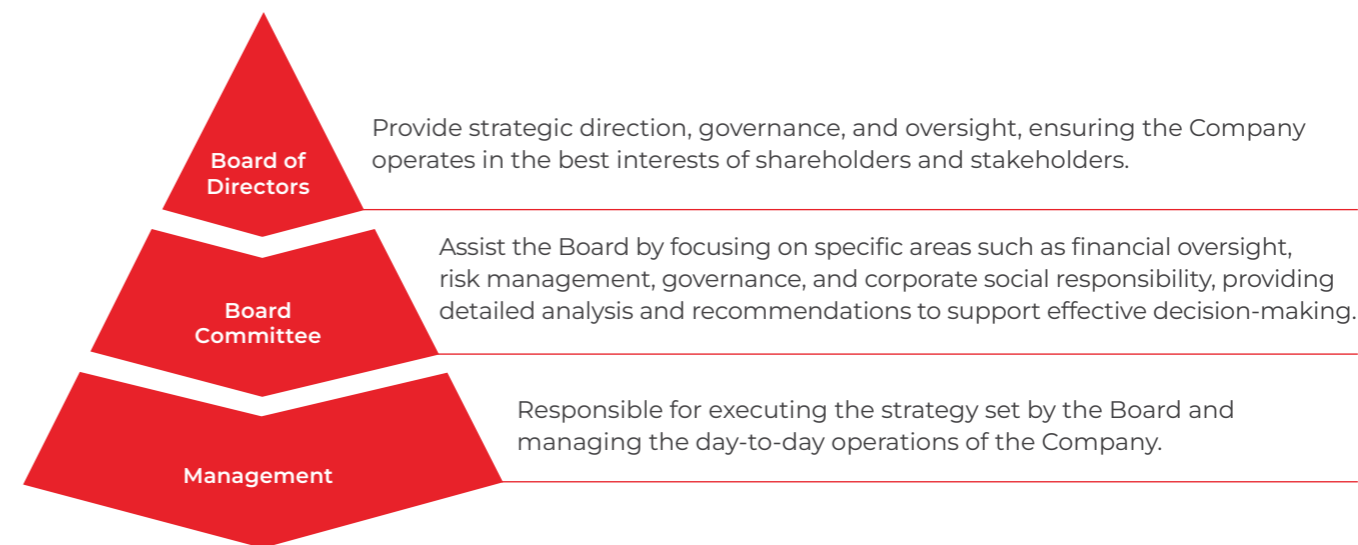 Board of
Directors
Provide strategic direction, governance, and oversight, ensuring the Company
operates in the best interests of shareholders and stakeholders.
Board
Committee
Assist the Board by focusing on specific areas such as financial oversight,
risk management, governance, and corporate social responsibility, providing
detailed analysis and recommendations to support effective decision-making.
Management
Responsible for executing the strategy set by the Board and
managing the day-to-day operations of the Company.